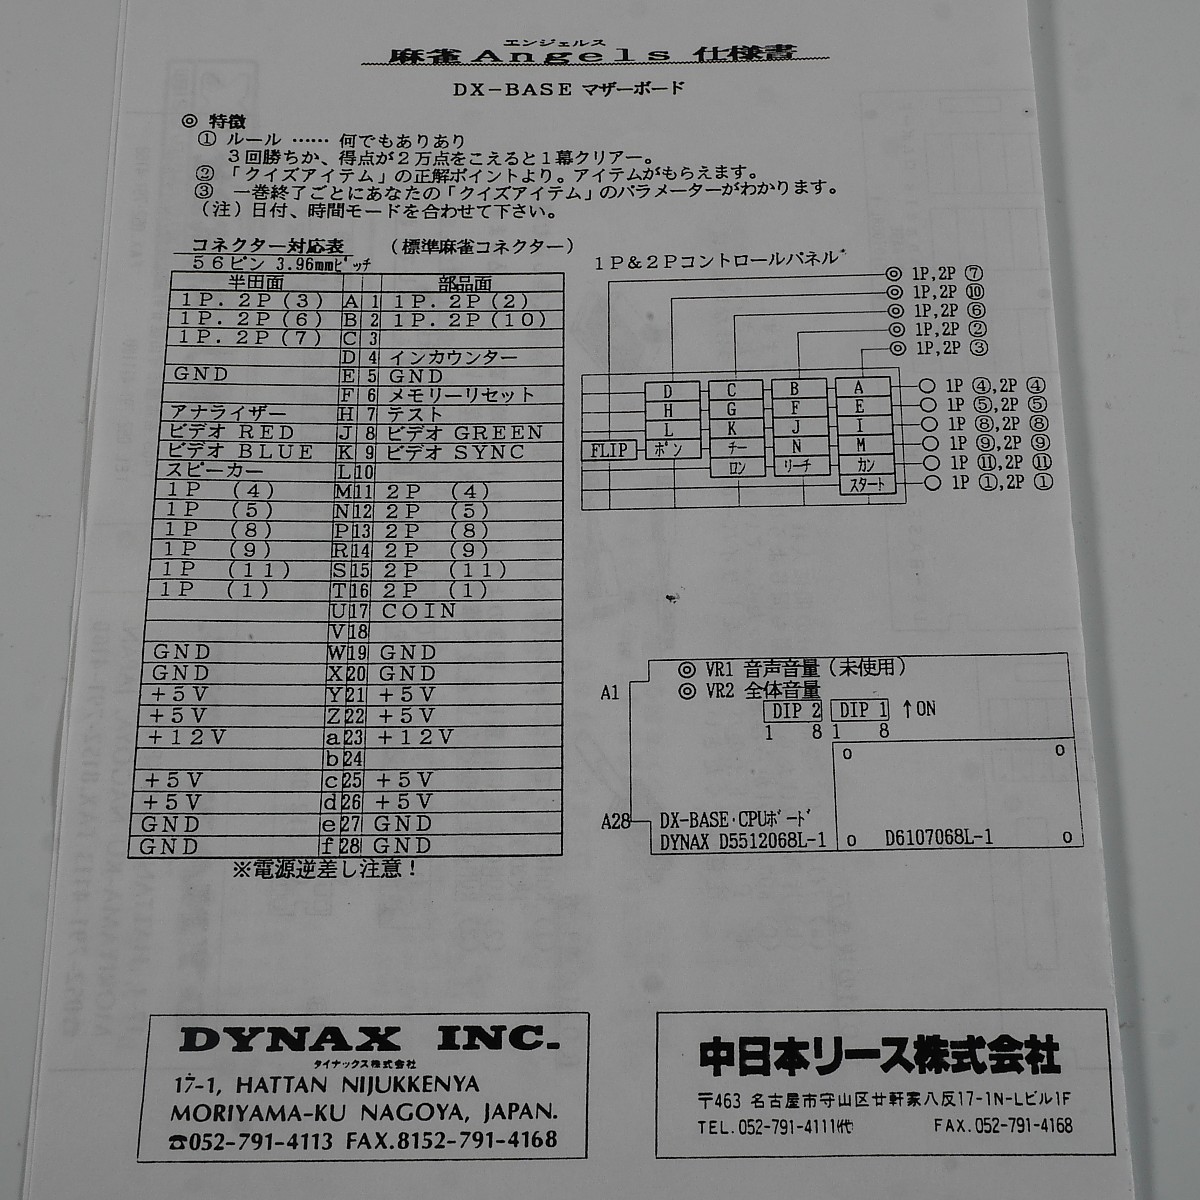 エンジェルス
麻雀Angels 仕様書
DX-BASE マザーボード
◎ 特徴
① ルール …… 何でもありあり
3回勝ちか、得点が2万点をこえると1幕クリアー。
② 「クイズアイテム」の正解ポイントより。アイテムがもらえます。
③ 一巻終了ごとにあなたの「クイズアイテム」のパラメーターがわかります。
(注) 日付、時間モードを合わせて下さい。
コネクター対応表 (標準麻雀コネクター)
56ピン 3.96mmピッチ
半田面 部品面
1P.2P(3) A 1 1P.2P(2)
1P.2P(6) B 2 1P.2P(10)
1P.2P(7) C 3
D 4 インカウンター
GND E 5 GND
F 6 メモリーリセット
アナライザー H 7 テスト
ビデオ RED J 8 ビデオ GREEN
ビデオ BLUE K 9 ビデオ SYNC
スピーカー L 10
1P (4) M 11 2P (4)
1P (5) N 12 2P (5)
1P (8) P 13 2P (8)
1P (9) R 14 2P (9)
1P (11) S 15 2P (11)
1P (1) T 16 2P (1)
U 17 COIN
V 18
GND W 19 GND
GND X 20 GND
+5V Y 21 +5V
+5V Z 22 +5V
+12V a 23 +12V
b 24
+5V c 25 +5V
+5V d 26 +5V
GND e 27 GND
GND f 28 GND
※電源逆差し注意!
1P&2Pコントロールパネル
◎ 1P,2P ⑦
◎ 1P,2P ⑩
◎ 1P,2P ⑥
◎ 1P,2P ②
◎ 1P,2P ③
D C B A ○ 1P ④,2P ④
H G F E ○ 1P ⑤,2P ⑤
L K J I ○ 1P ⑧,2P ⑧
FLIP ポン チー N M ○ 1P ⑨,2P ⑨
ロン リーチ カン ○ 1P ⑪,2P ⑪
スタート ○ 1P ①,2P ①
◎ VR1 音声音量(未使用)
A1 ◎ VR2 全体音量
DIP 2 DIP 1 ↑ON
1 8 1 8
o o
A28 DX-BASE・CPUボード
DYNAX D5512068L-1 o D6107068L-1 o
DYNAX INC.
ダイナックス株式会社
17-1, HATTAN NIJUKKENYA
MORIYAMA-KU NAGOYA, JAPAN.
☎052-791-4113 FAX.8152-791-4168
中日本リース株式会社
〒463 名古屋市守山区廿軒家八反17-1N-Lビル1F
TEL.052-791-4111㈹ FAX.052-791-4168